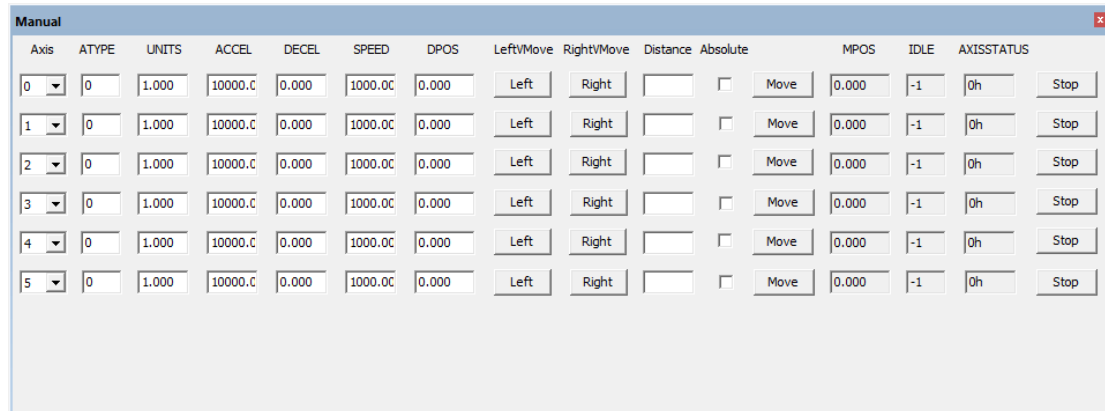 Manual
Axis ATYPE UNITS ACCEL DECEL SPEED DPOS LeftVMove RightVMove Distance Absolute MPOS IDLE AXISSTATUS
0 0 1.000 10000.0 0.000 1000.00 0.000 Left Right Move 0.000 -1 0h Stop
1 0 1.000 10000.0 0.000 1000.00 0.000 Left Right Move 0.000 -1 0h Stop
2 0 1.000 10000.0 0.000 1000.00 0.000 Left Right Move 0.000 -1 0h Stop
3 0 1.000 10000.0 0.000 1000.00 0.000 Left Right Move 0.000 -1 0h Stop
4 0 1.000 10000.0 0.000 1000.00 0.000 Left Right Move 0.000 -1 0h Stop
5 0 1.000 10000.0 0.000 1000.00 0.000 Left Right Move 0.000 -1 0h Stop